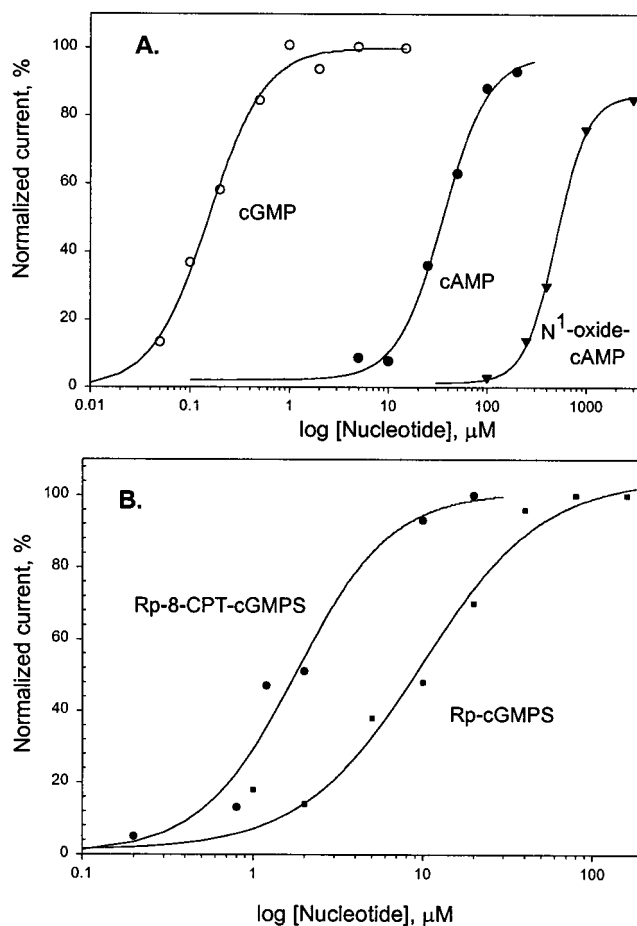 A.
Normalized current, %
100
80
60
40
20
0
cGMP
cAMP
N¹-oxide-
cAMP
0.01 0.1 1 10 100 1000
log [Nucleotide], μM
B.
Normalized current, %
100
80
60
40
20
0
Rp-8-CPT-cGMPS
Rp-cGMPS
0.1 1 10 100
log [Nucleotide], μM